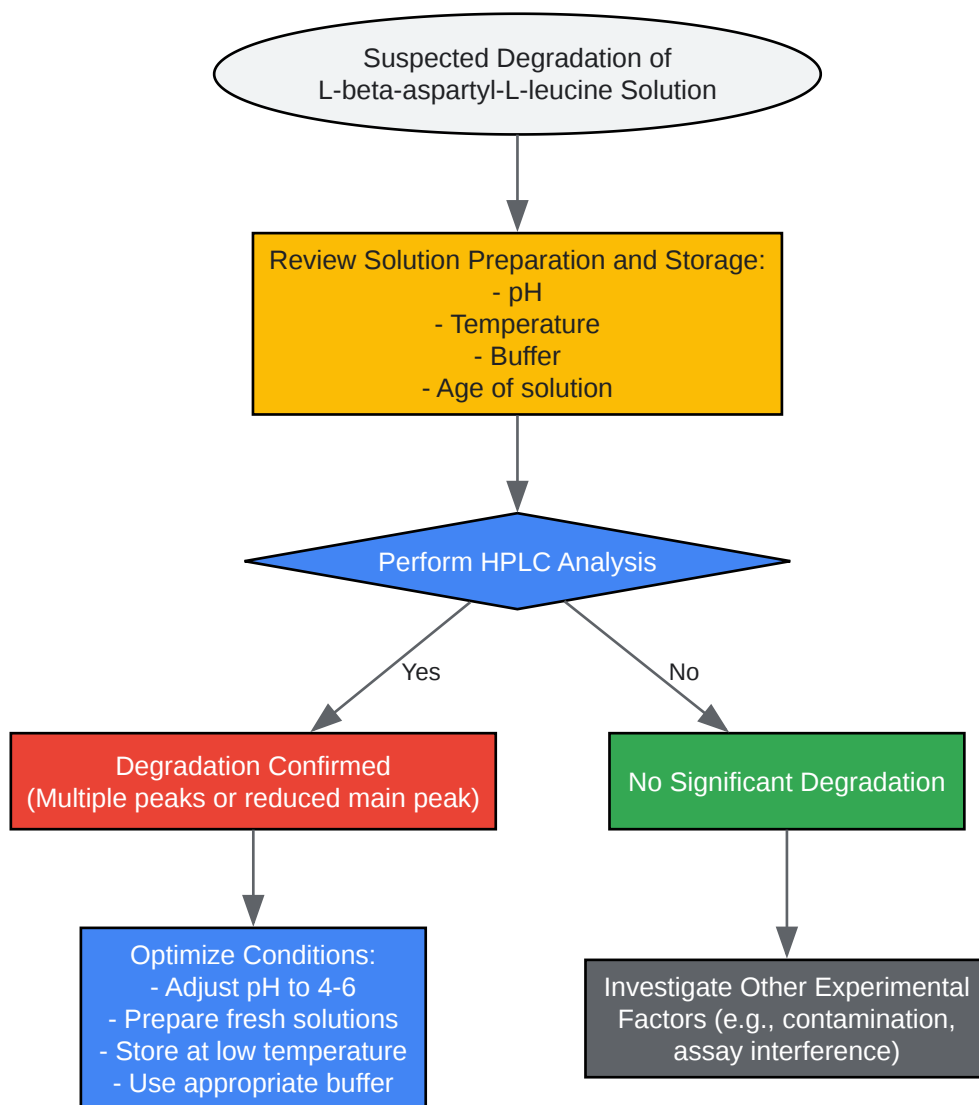 Suspected Degradation of
L-beta-aspartyl-L-leucine Solution
Review Solution Preparation and Storage:
- pH
- Temperature
- Buffer
- Age of solution
Perform HPLC Analysis
Yes
No
Degradation Confirmed
(Multiple peaks or reduced main peak)
No Significant Degradation
Optimize Conditions:
- Adjust pH to 4-6
- Prepare fresh solutions
- Store at low temperature
- Use appropriate buffer
Investigate Other Experimental
Factors (e.g., contamination,
assay interference)